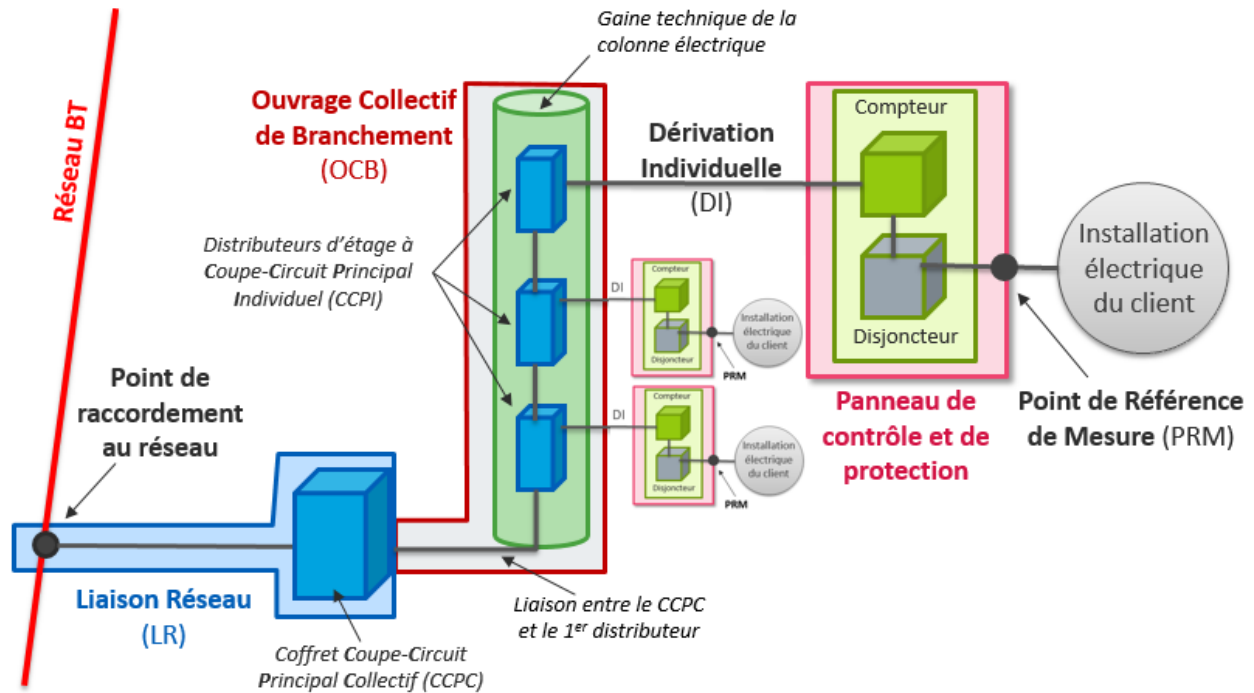 Gaine technique de la
colonne électrique
Réseau BT
Ouvrage Collectif
de Branchement
(OCB)
Dérivation
Individuelle
(DI)
Compteur
Disjoncteur
Installation
électrique
du client
Distributeurs d'étage à
Coupe-Circuit Principal
Individuel (CCPI)
DI
Compteur
Disjoncteur
PRM
Installation
électrique
du client
DI
Compteur
Disjoncteur
PRM
Installation
électrique
du client
Point de
raccordement
au réseau
Panneau de
contrôle et de
protection
Point de Référence
de Mesure (PRM)
Liaison Réseau
(LR)
Liaison entre le CCPC
et le 1er distributeur
Coffret Coupe-Circuit
Principal Collectif (CCPC)